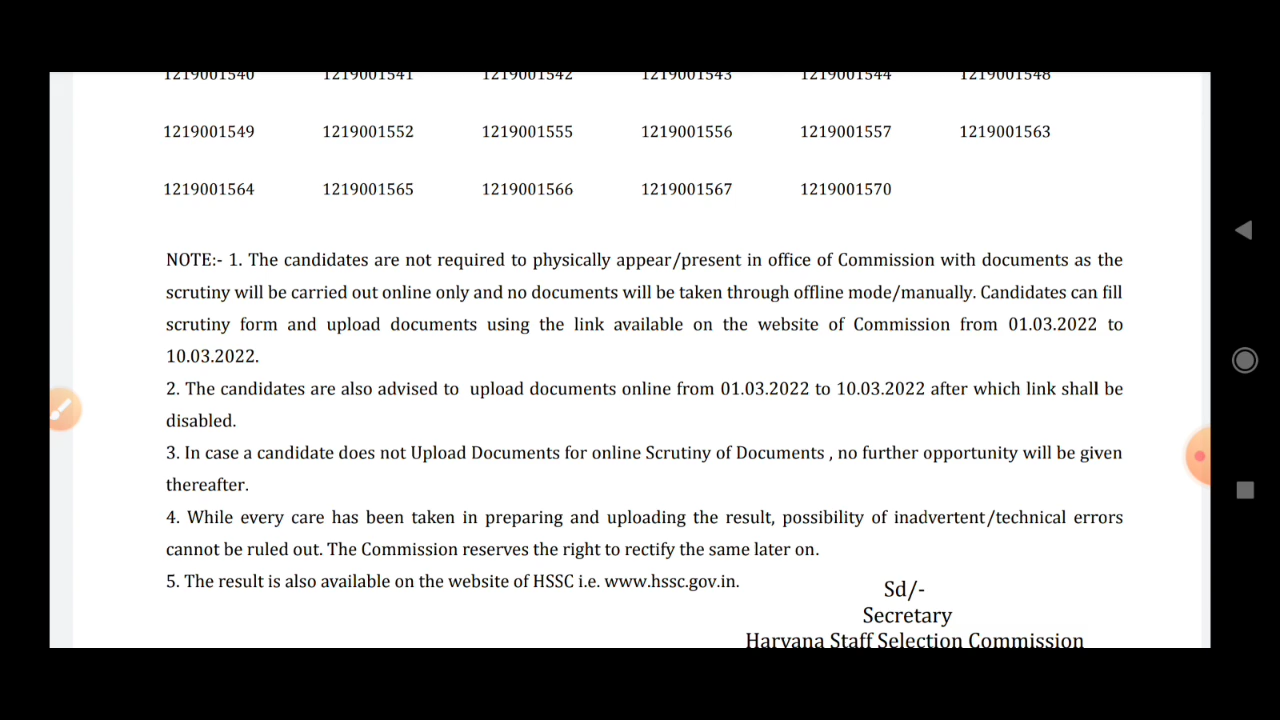 1219001540 1219001541 1219001542 1219001543 1219001544 1219001548
1219001549 1219001552 1219001555 1219001556 1219001557 1219001563
1219001564 1219001565 1219001566 1219001567 1219001570
NOTE:- 1. The candidates are not required to physically appear/present in office of Commission with documents as the
scrutiny will be carried out online only and no documents will be taken through offline mode/manually. Candidates can fill
scrutiny form and upload documents using the link available on the website of Commission from 01.03.2022 to
10.03.2022.
2. The candidates are also advised to upload documents online from 01.03.2022 to 10.03.2022 after which link shall be
disabled.
3. In case a candidate does not Upload Documents for online Scrutiny of Documents , no further opportunity will be given
thereafter.
4. While every care has been taken in preparing and uploading the result, possibility of inadvertent/technical errors
cannot be ruled out. The Commission reserves the right to rectify the same later on.
5. The result is also available on the website of HSSC i.e. www.hssc.gov.in.
Sd/-
Secretary
Haryana Staff Selection Commission